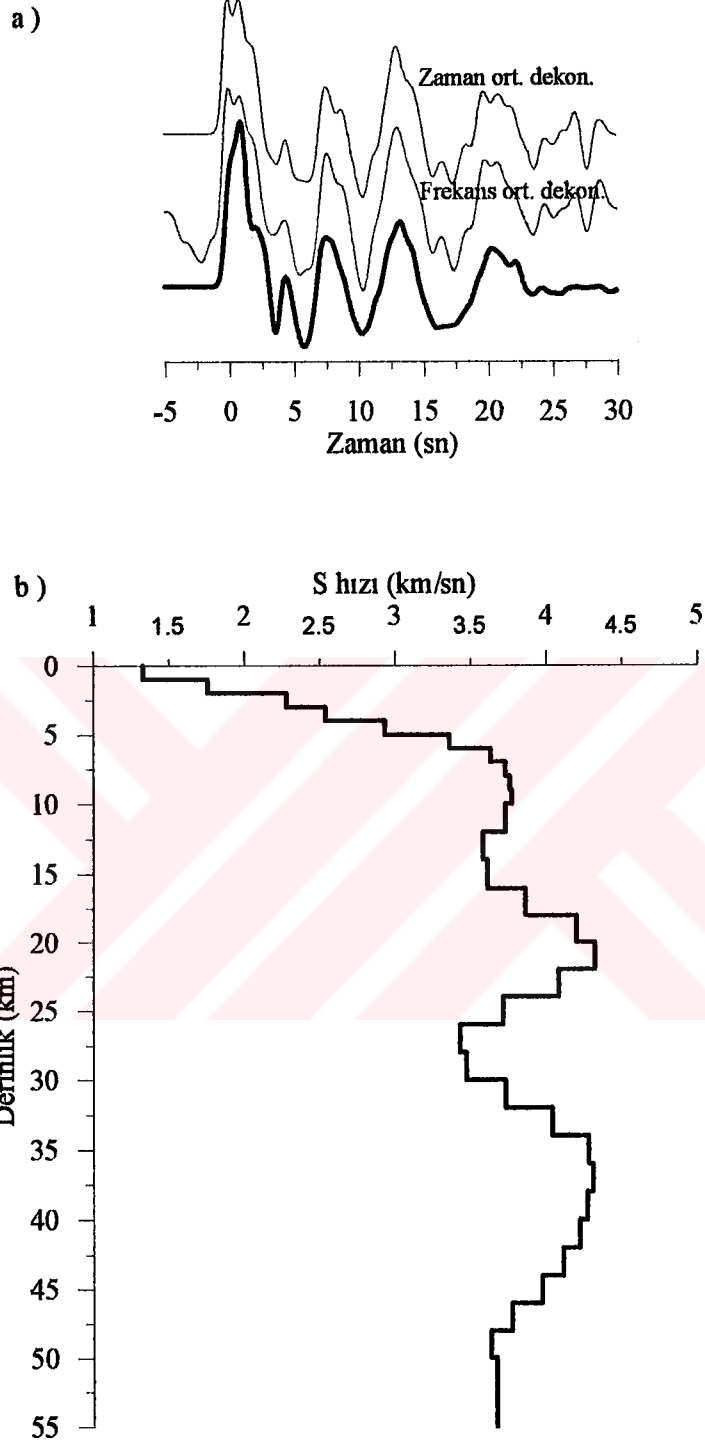 a )
Zaman ort. dekon.
Frekans ort. dekon.
-5 0 5 10 15 20 25 30
Zaman (sn)
b )
S hızı (km/sn)
1 1.5 2 2.5 3 3.5 4 4.5 5
0
5
10
15
20
25
30
35
40
45
50
55
Derinlik (km)